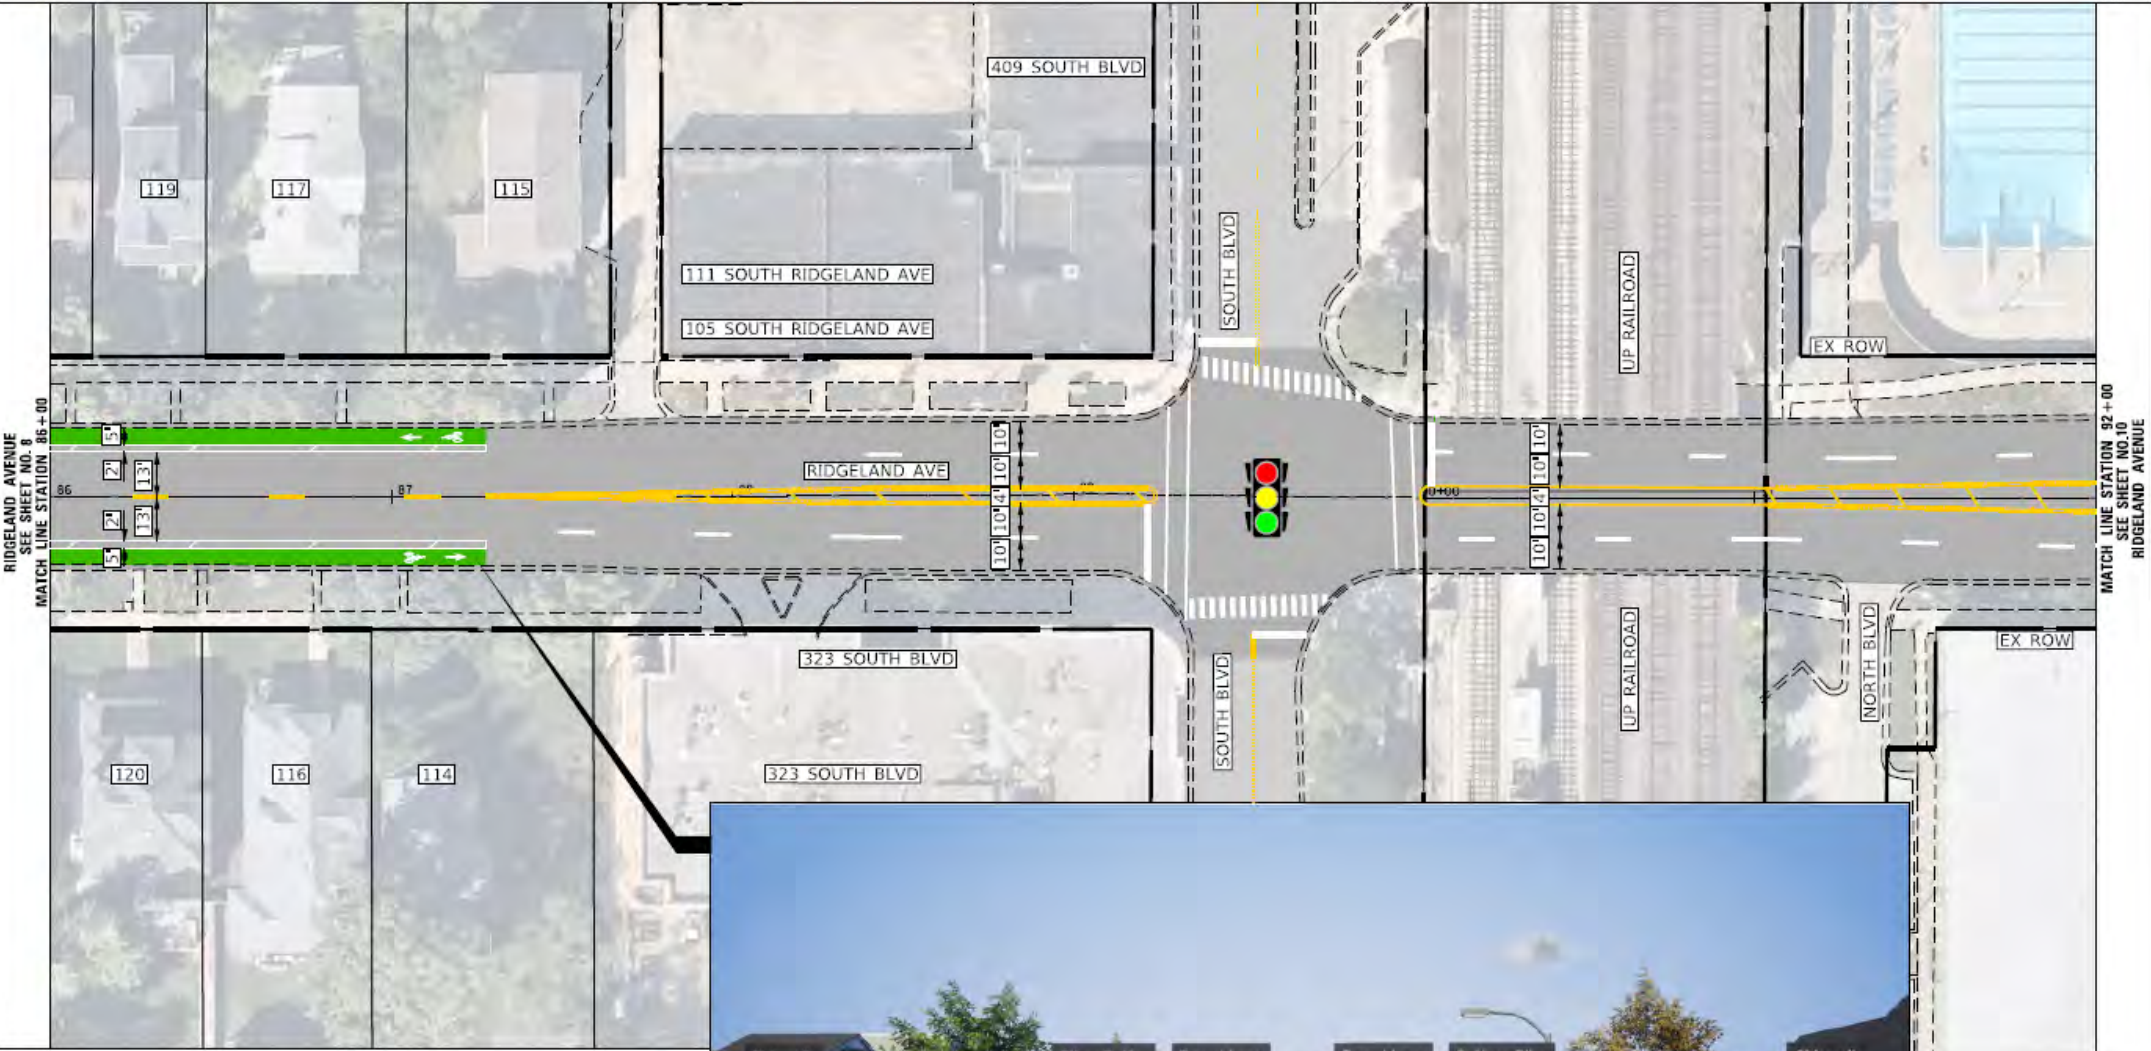 409 SOUTH BLVD
119
117
115
SOUTH BLVD
UP RAILROAD
111 SOUTH RIDGELAND AVE
105 SOUTH RIDGELAND AVE
EX ROW
RIDGELAND AVENUE
SEE SHEET NO. 8
MATCH LINE STATION 86+00
5'
2'
13'
2'
13'
5'
86
87
RIDGELAND AVE
10'
10'
4'
10'
10'
0+00
10'
10'
4'
10'
10'
MATCH LINE STATION 92+00
SEE SHEET NO.10
RIDGELAND AVENUE
323 SOUTH BLVD
SOUTH BLVD
UP RAILROAD
NORTH BLVD
EX ROW
120
116
114
323 SOUTH BLVD